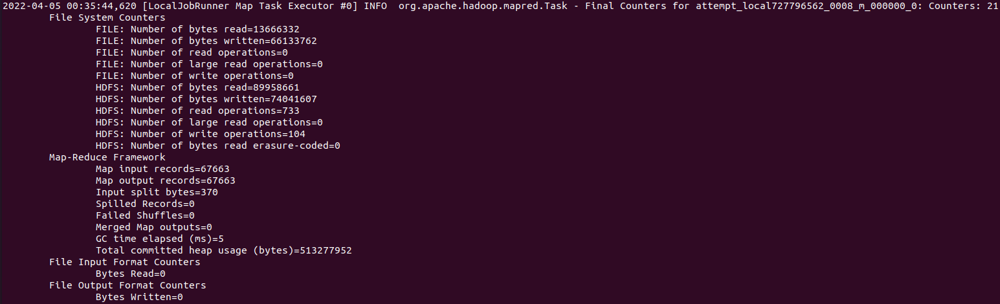 2022-04-05 00:35:44,620 [LocalJobRunner Map Task Executor #0] INFO  org.apache.hadoop.mapred.Task - Final Counters for attempt_local727796562_0008_m_000000_0: Counters: 21
File System Counters
FILE: Number of bytes read=13666332
FILE: Number of bytes written=66133762
FILE: Number of read operations=0
FILE: Number of large read operations=0
FILE: Number of write operations=0
HDFS: Number of bytes read=89958661
HDFS: Number of bytes written=74041607
HDFS: Number of read operations=733
HDFS: Number of large read operations=0
HDFS: Number of write operations=104
HDFS: Number of bytes read erasure-coded=0
Map-Reduce Framework
Map input records=67663
Map output records=67663
Input split bytes=370
Spilled Records=0
Failed Shuffles=0
Merged Map outputs=0
GC time elapsed (ms)=5
Total committed heap usage (bytes)=513277952
File Input Format Counters
Bytes Read=0
File Output Format Counters
Bytes Written=0